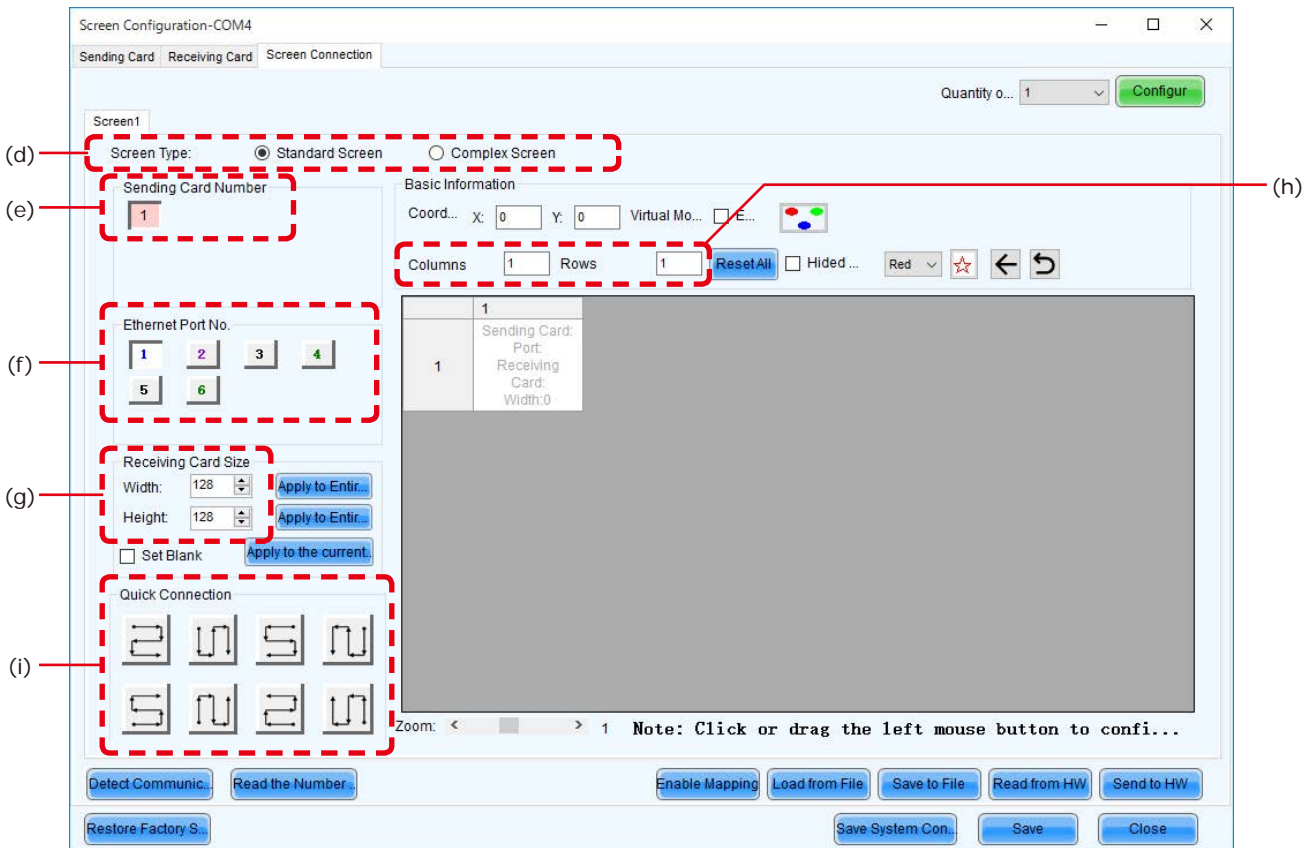 Screen Configuration-COM4
Sending Card Receiving Card Screen Connection
Quantity o... 1 Configur
Screen1
(d) Screen Type: Standard Screen Complex Screen
(e) Sending Card Number
1
Basic Information
Coord... X: 0 Y: 0 Virtual Mo... E...
(h)
Columns 1 Rows 1 Reset All Hided ... Red
(f) Ethernet Port No.
1 2 3 4
5 6
1
1
Sending Card:
Port:
Receiving
Card:
Width:0
(g) Receiving Card Size
Width: 128 Apply to Entir...
Height: 128 Apply to Entir...
Set Blank Apply to the current..
(i) Quick Connection
Zoom: < > 1 Note: Click or drag the left mouse button to confi...
Detect Communic... Read the Number... Enable Mapping Load from File Save to File Read from HW Send to HW
Restore Factory S... Save System Con... Save Close